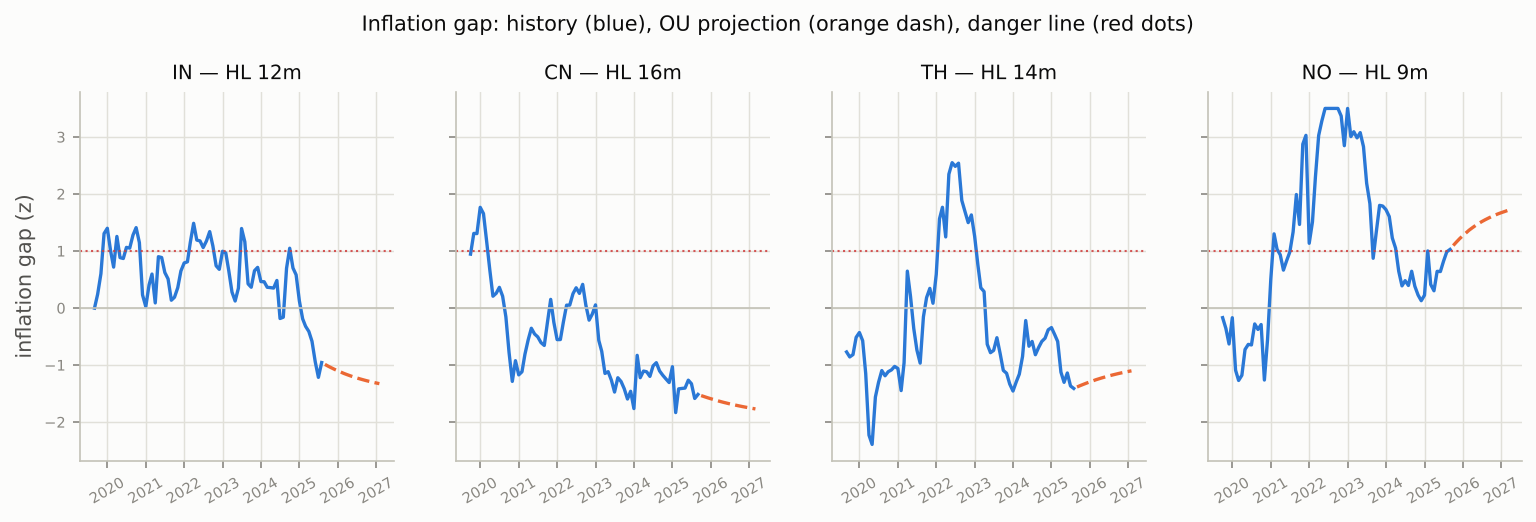 Inflation gap: history (blue), OU projection (orange dash), danger line (red dots)
IN — HL 12m
CN — HL 16m
TH — HL 14m
NO — HL 9m
inflation gap (z)
3
2
1
0
−1
−2
2020 2021 2022 2023 2024 2025 2026 2027
2020 2021 2022 2023 2024 2025 2026 2027
2020 2021 2022 2023 2024 2025 2026 2027
2020 2021 2022 2023 2024 2025 2026 2027